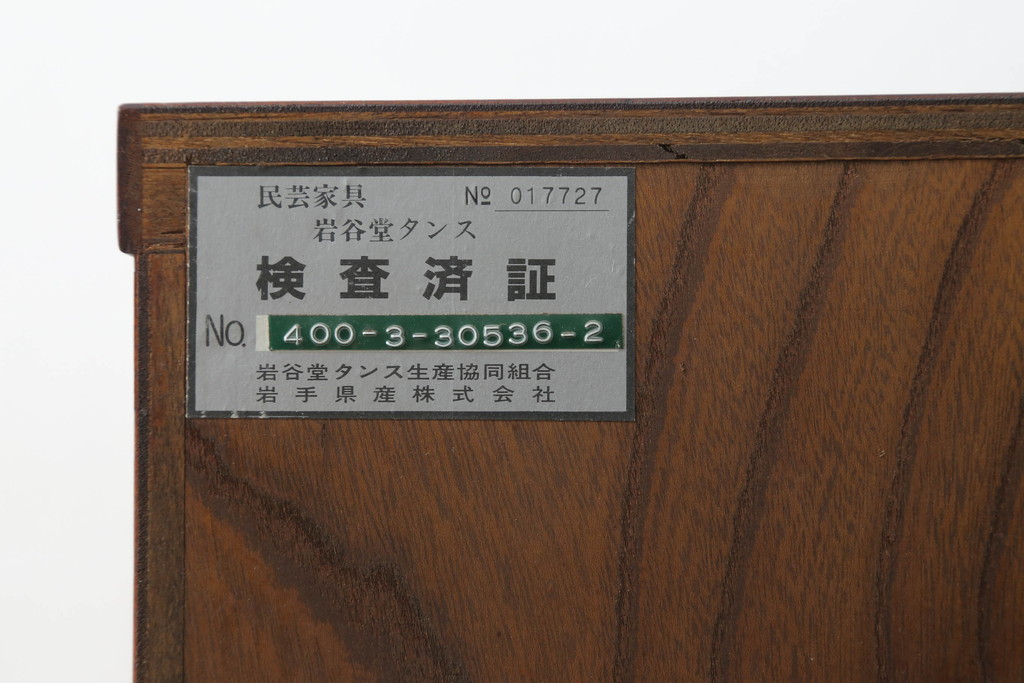 民芸家具 № 017727
岩谷堂タンス
検査済証
No. 400-3-30536-2
岩谷堂タンス生産協同組合
岩手県産株式会社